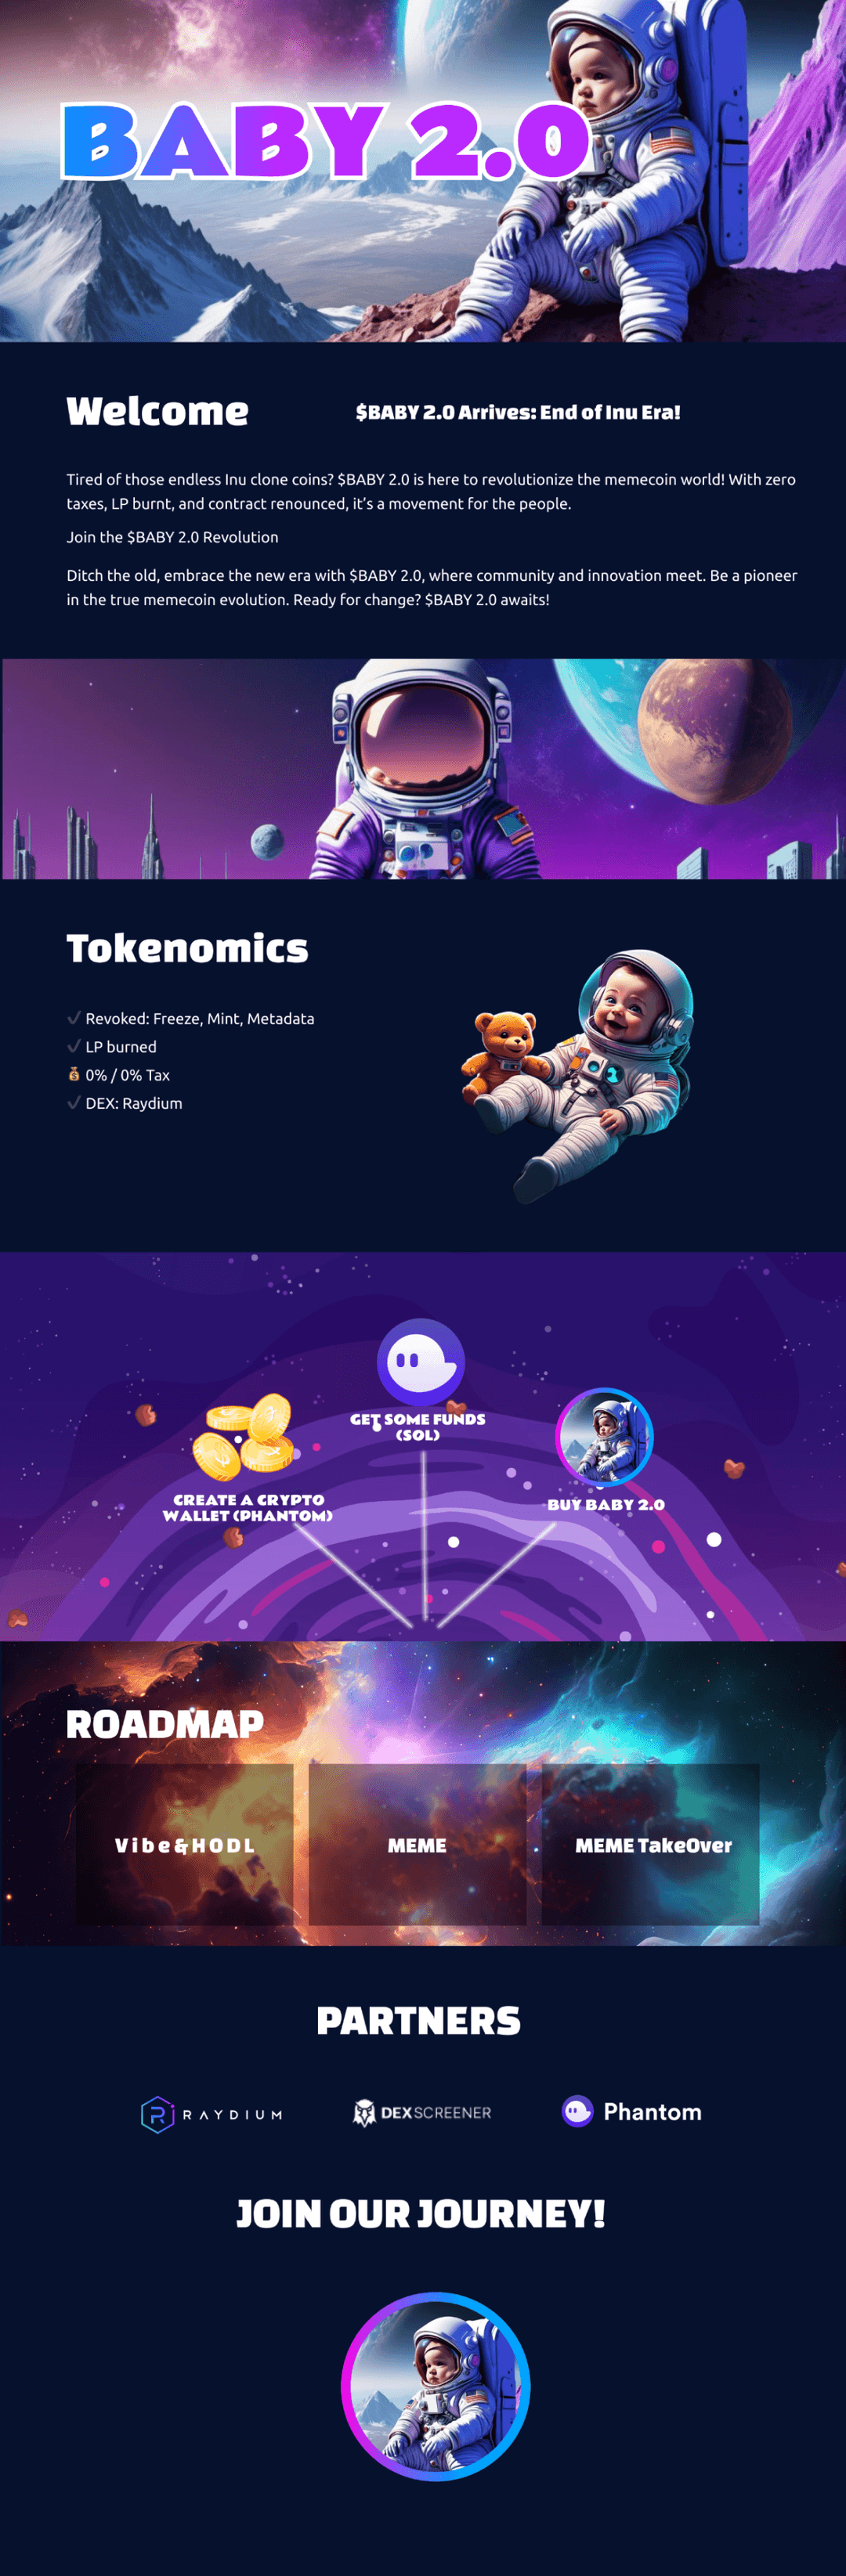 BABY 2.0
Welcome
$BABY 2.0 Arrives: End of Inu Era!
Tired of those endless Inu clone coins? $BABY 2.0 is here to revolutionize the memecoin world! With zero
taxes, LP burnt, and contract renounced, it's a movement for the people.
Join the $BABY 2.0 Revolution
Ditch the old, embrace the new era with $BABY 2.0, where community and innovation meet. Be a pioneer
in the true memecoin evolution. Ready for change? $BABY 2.0 awaits!
Tokenomics
✓ Revoked: Freeze, Mint, Metadata
✓ LP burned
💰 0% / 0% Tax
✓ DEX: Raydium
GET SOME FUNDS
(SOL)
CREATE A CRYPTO
WALLET (PHANTOM)
BUY BABY 2.0
ROADMAP
Vibe&HODL
MEME
MEME TakeOver
PARTNERS
RAYDIUM
DEXSCREENER
Phantom
JOIN OUR JOURNEY!